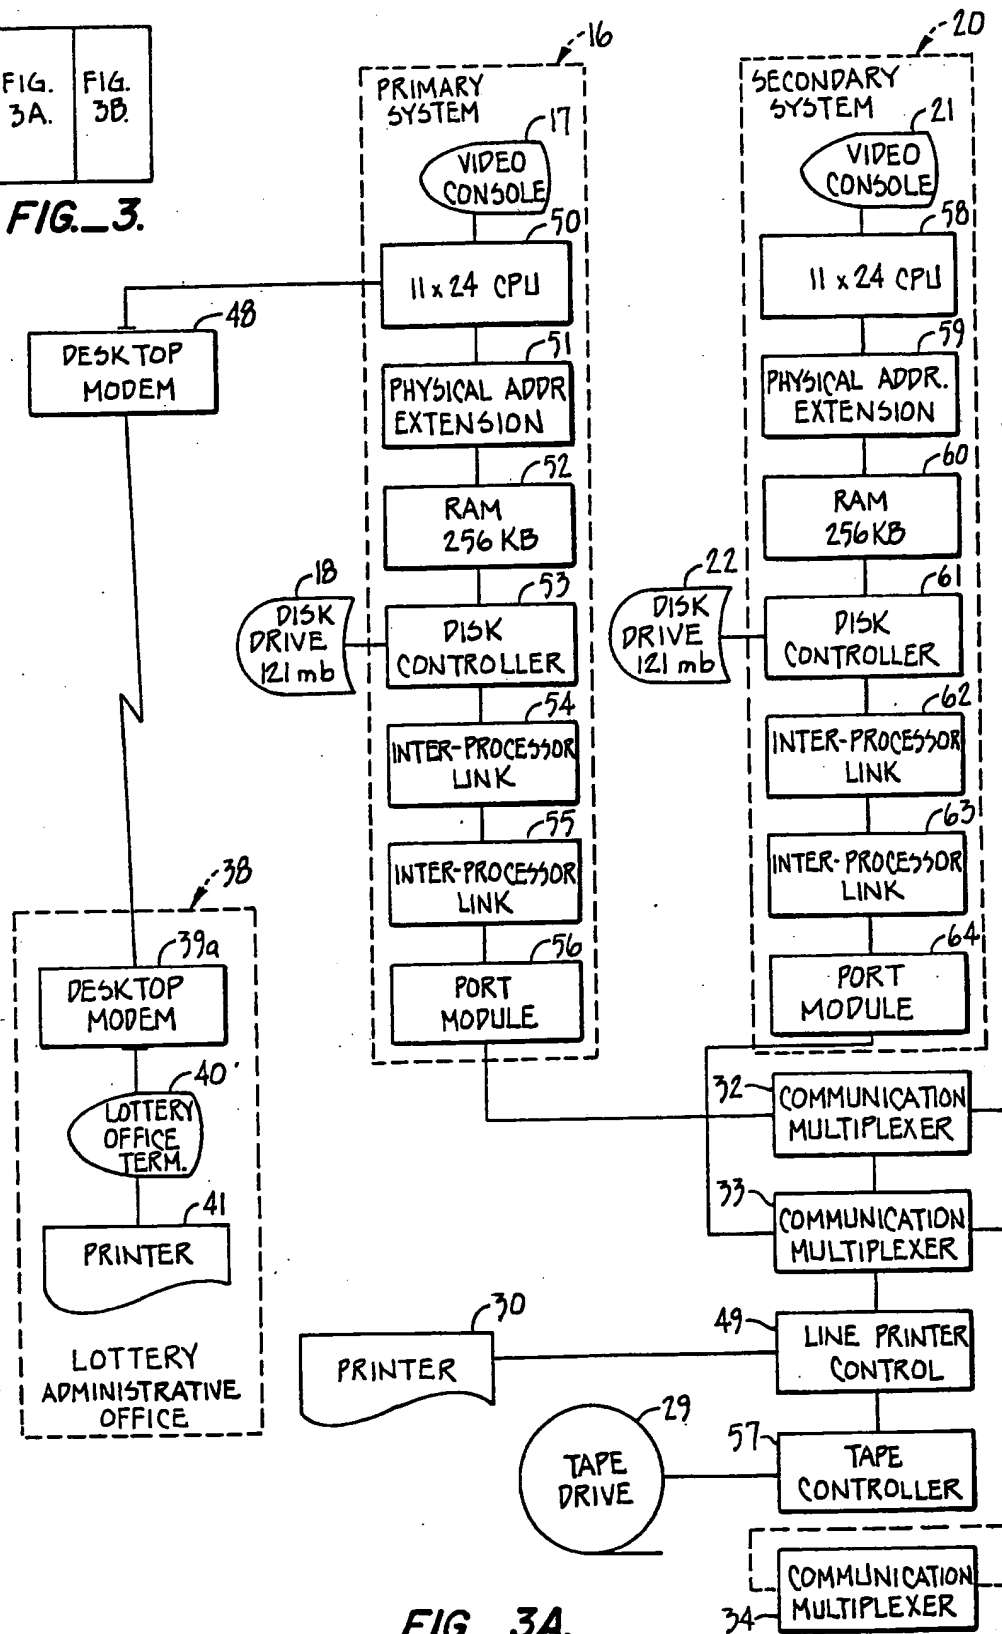 FIG. 3A.
FIG. 3B.
FIG._3.
16
PRIMARY
SYSTEM
17
VIDEO
CONSOLE
50
11 x 24 CPU
51
PHYSICAL ADDR
EXTENSION
52
RAM
256 KB
18
DISK
DRIVE
121 mb
53
DISK
CONTROLLER
54
INTER-PROCESSOR
LINK
55
INTER-PROCESSOR
LINK
56
PORT
MODULE
20
SECONDARY
SYSTEM
21
VIDEO
CONSOLE
58
11 x 24 CPU
59
PHYSICAL ADDR.
EXTENSION
60
RAM
256 KB
22
DISK
DRIVE
121 mb
61
DISK
CONTROLLER
62
INTER-PROCESSOR
LINK
63
INTER-PROCESSOR
LINK
64
PORT
MODULE
48
DESKTOP
MODEM
38
39a
DESKTOP
MODEM
40
LOTTERY
OFFICE
TERM.
41
PRINTER
LOTTERY
ADMINISTRATIVE
OFFICE
32
COMMUNICATION
MULTIPLEXER
33
COMMUNICATION
MULTIPLEXER
30
PRINTER
49
LINE PRINTER
CONTROL
29
TAPE
DRIVE
57
TAPE
CONTROLLER
34
COMMUNICATION
MULTIPLEXER
FIG_3A.